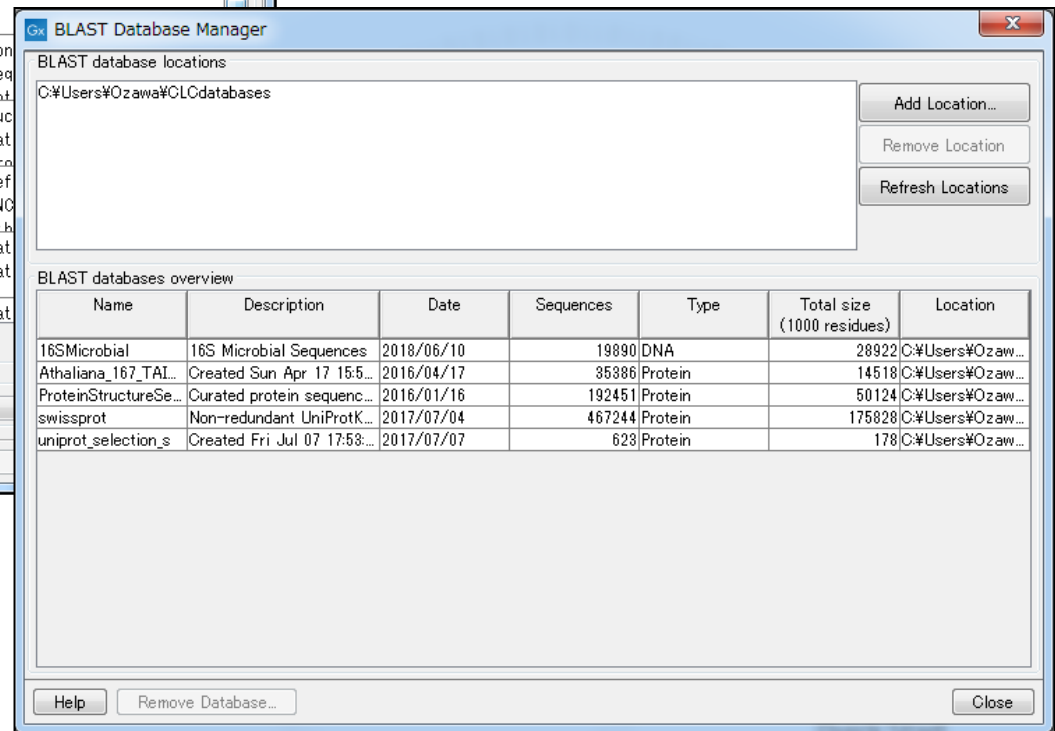 Gx BLAST Database Manager
BLAST database locations
C:¥Users¥Ozawa¥CLCdatabases
Add Location...
Remove Location
Refresh Locations
BLAST databases overview
Name Description Date Sequences Type Total size (1000 residues) Location
16SMicrobial 16S Microbial Sequences 2018/06/10 19890 DNA 28922 C:¥Users¥Ozaw...
Athaliana_167_TAI... Created Sun Apr 17 15:5... 2016/04/17 35386 Protein 14518 C:¥Users¥Ozaw...
ProteinStructureSe... Curated protein sequenc... 2016/01/16 192451 Protein 50124 C:¥Users¥Ozaw...
swissprot Non-redundant UniProtK... 2017/07/04 467244 Protein 175828 C:¥Users¥Ozaw...
uniprot_selection_s Created Fri Jul 07 17:53:... 2017/07/07 623 Protein 178 C:¥Users¥Ozaw...
Help Remove Database... Close